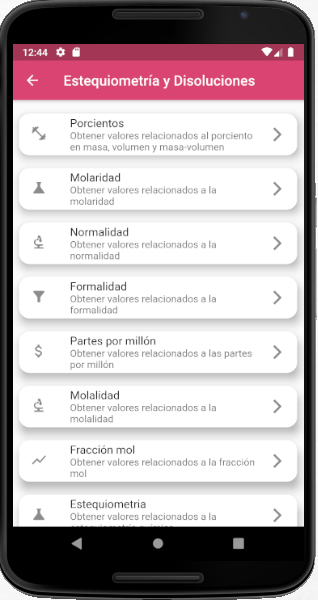 12:44
Estequiometría y Disoluciones
Porcientos
Obtener valores relacionados al porciento
en masa, volumen y masa-volumen
Molaridad
Obtener valores relacionados a la
molaridad
Normalidad
Obtener valores relacionados a la
normalidad
Formalidad
Obtener valores relacionados a la
formalidad
Partes por millón
Obtener valores relacionados a las partes
por millón
Molalidad
Obtener valores relacionados a la
molalidad
Fracción mol
Obtener valores relacionados a la fracción
mol
Estequiometria
Obtener valores relacionados a la